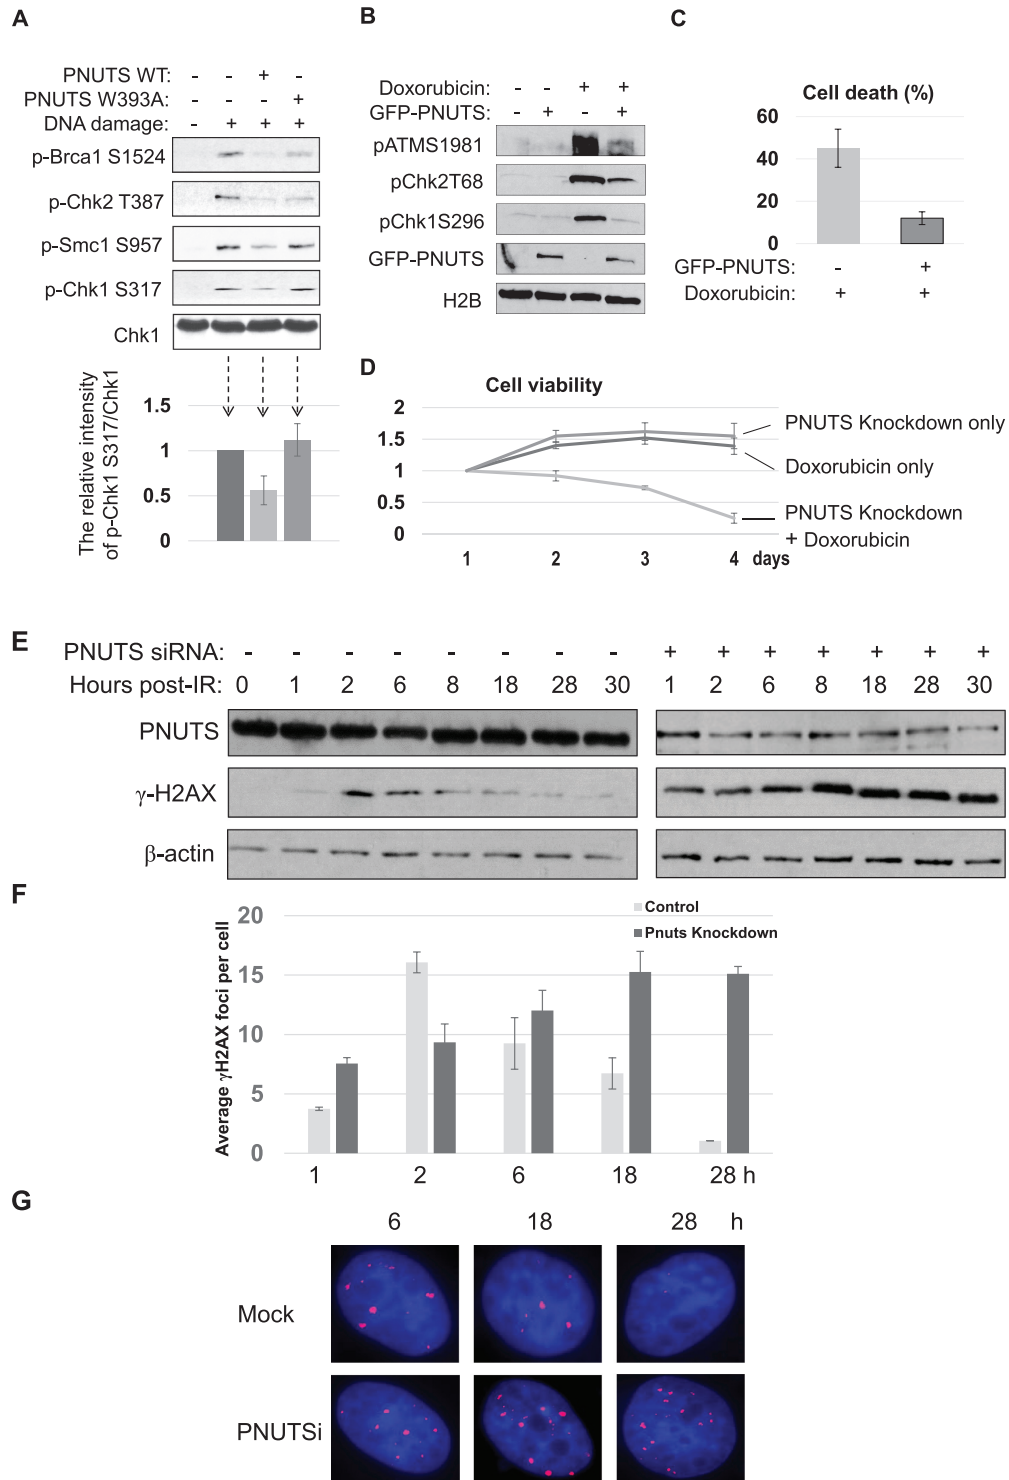 A
PNUTS WT: - - + -
PNUTS W393A: - - - +
DNA damage: - + + +
p-Brca1 S1524
p-Chk2 T387
p-Smc1 S957
p-Chk1 S317
Chk1
The relative intensity
of p-Chk1 S317/Chk1
1.5
1
0.5
0
B
Doxorubicin: - - + +
GFP-PNUTS: - + - +
pATMS1981
pChk2T68
pChk1S296
GFP-PNUTS
H2B
C
Cell death (%)
60
40
20
0
GFP-PNUTS: - +
Doxorubicin: + +
D
Cell viability
2
1.5
1
0.5
0
1 2 3 4 days
PNUTS Knockdown only
Doxorubicin only
PNUTS Knockdown
+ Doxorubicin
E
PNUTS siRNA: - - - - - - - - + + + + + + +
Hours post-IR: 0 1 2 6 8 18 28 30 1 2 6 8 18 28 30
PNUTS
γ-H2AX
β-actin
F
Average γH2AX foci per cell
20
15
10
5
0
Control
Pnuts Knockdown
1 2 6 18 28 h
G
6 18 28 h
Mock
PNUTSi